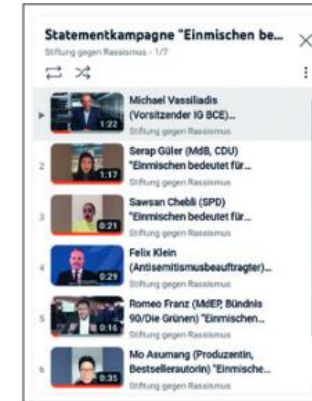 Statementkampagne "Einmischen be...
Stiftung gegen Rassismus - 1/7
1:22
Michael Vassiliadis
(Vorsitzender IG BCE)...
Stiftung gegen Rassismus
2
1:17
Serap Güler (MdB, CDU)
"Einmischen bedeutet für...
Stiftung gegen Rassismus
3
0:21
Sawsan Chebli (SPD)
"Einmischen bedeutet für...
Stiftung gegen Rassismus
4
0:29
Felix Klein
(Antisemitismusbeauftragter)...
Stiftung gegen Rassismus
5
0:16
Romeo Franz (MdEP, Bündnis
90/Die Grünen) "Einmischen...
Stiftung gegen Rassismus
6
0:35
Mo Asumang (Produzentin,
Bestsellerautorin) "Einmische...
Stiftung gegen Rassismus